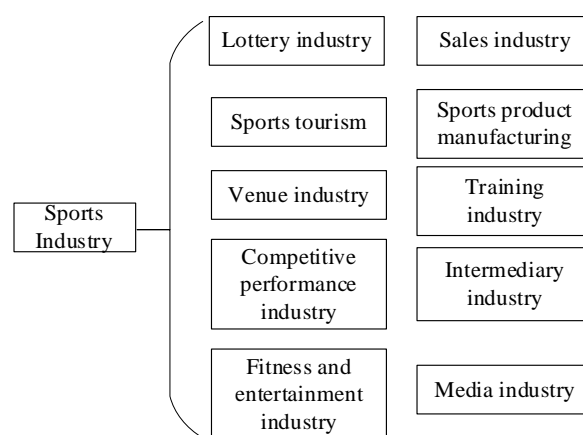 Lottery industry
Sales industry
Sports tourism
Sports product
manufacturing
Venue industry
Training
industry
Sports
Industry
Competitive
performance
industry
Intermediary
industry
Fitness and
entertainment
industry
Media industry